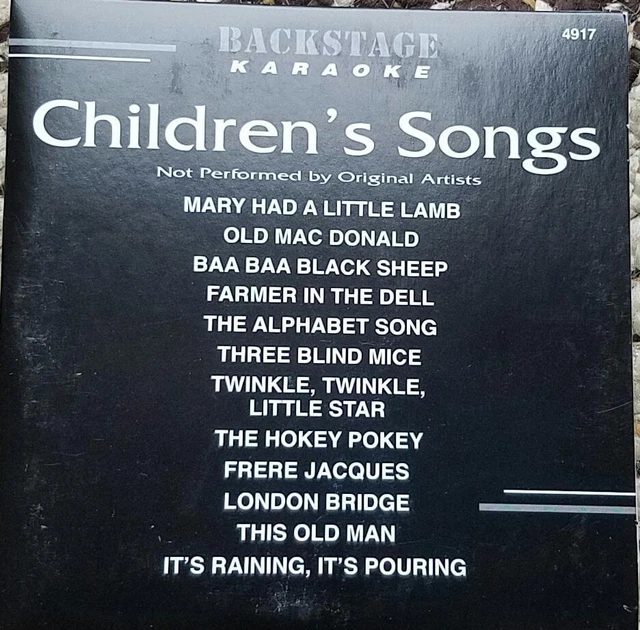 BACKSTAGE
KARAOKE
4917
Children's Songs
Not Performed by Original Artists
MARY HAD A LITTLE LAMB
OLD MAC DONALD
BAA BAA BLACK SHEEP
FARMER IN THE DELL
THE ALPHABET SONG
THREE BLIND MICE
TWINKLE, TWINKLE,
LITTLE STAR
THE HOKEY POKEY
FRERE JACQUES
LONDON BRIDGE
THIS OLD MAN
IT'S RAINING, IT'S POURING